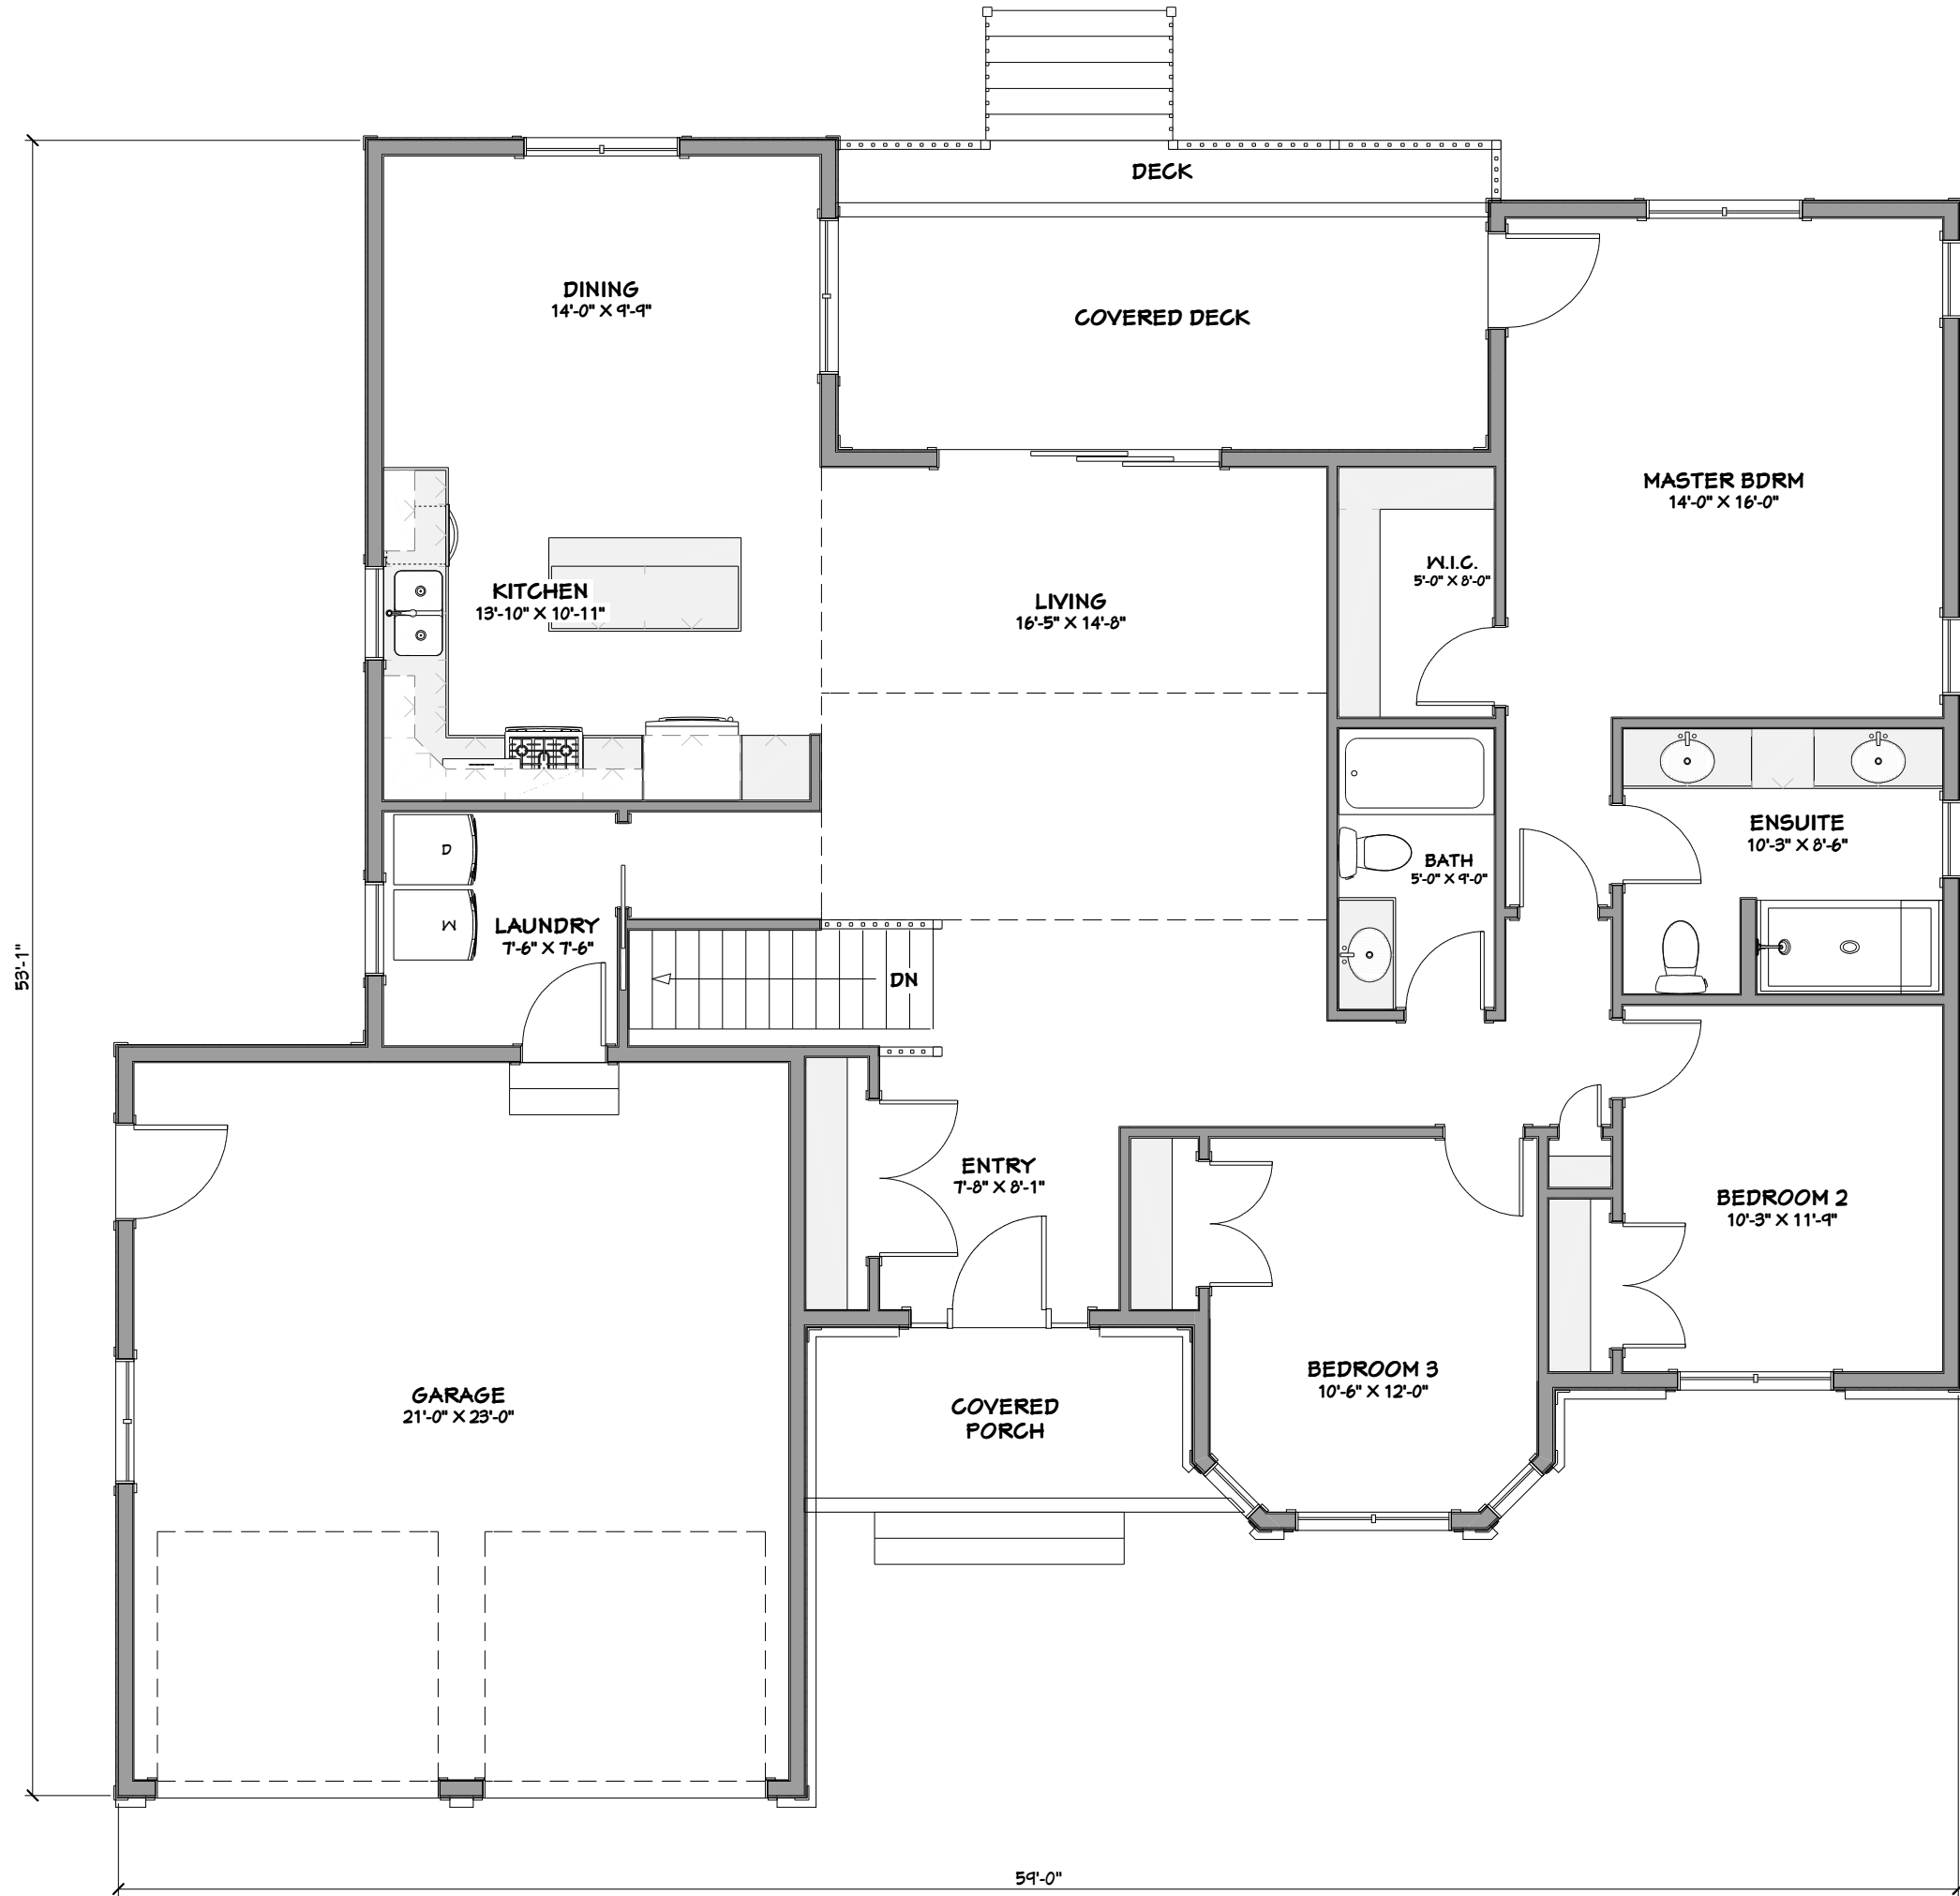 DECK
DINING
14'-0" X 9'-9"
COVERED DECK
MASTER BDRM
14'-0" X 16'-0"
W.I.C.
5'-0" X 8'-0"
KITCHEN
13'-10" X 10'-11"
LIVING
16'-5" X 14'-8"
ENSUITE
10'-3" X 8'-6"
D
BATH
5'-0" X 9'-0"
W
LAUNDRY
7'-6" X 7'-6"
DN
53'-1"
ENTRY
7'-8" X 8'-1"
BEDROOM 2
10'-3" X 11'-9"
BEDROOM 3
10'-6" X 12'-0"
GARAGE
21'-0" X 23'-0"
COVERED
PORCH
59'-0"